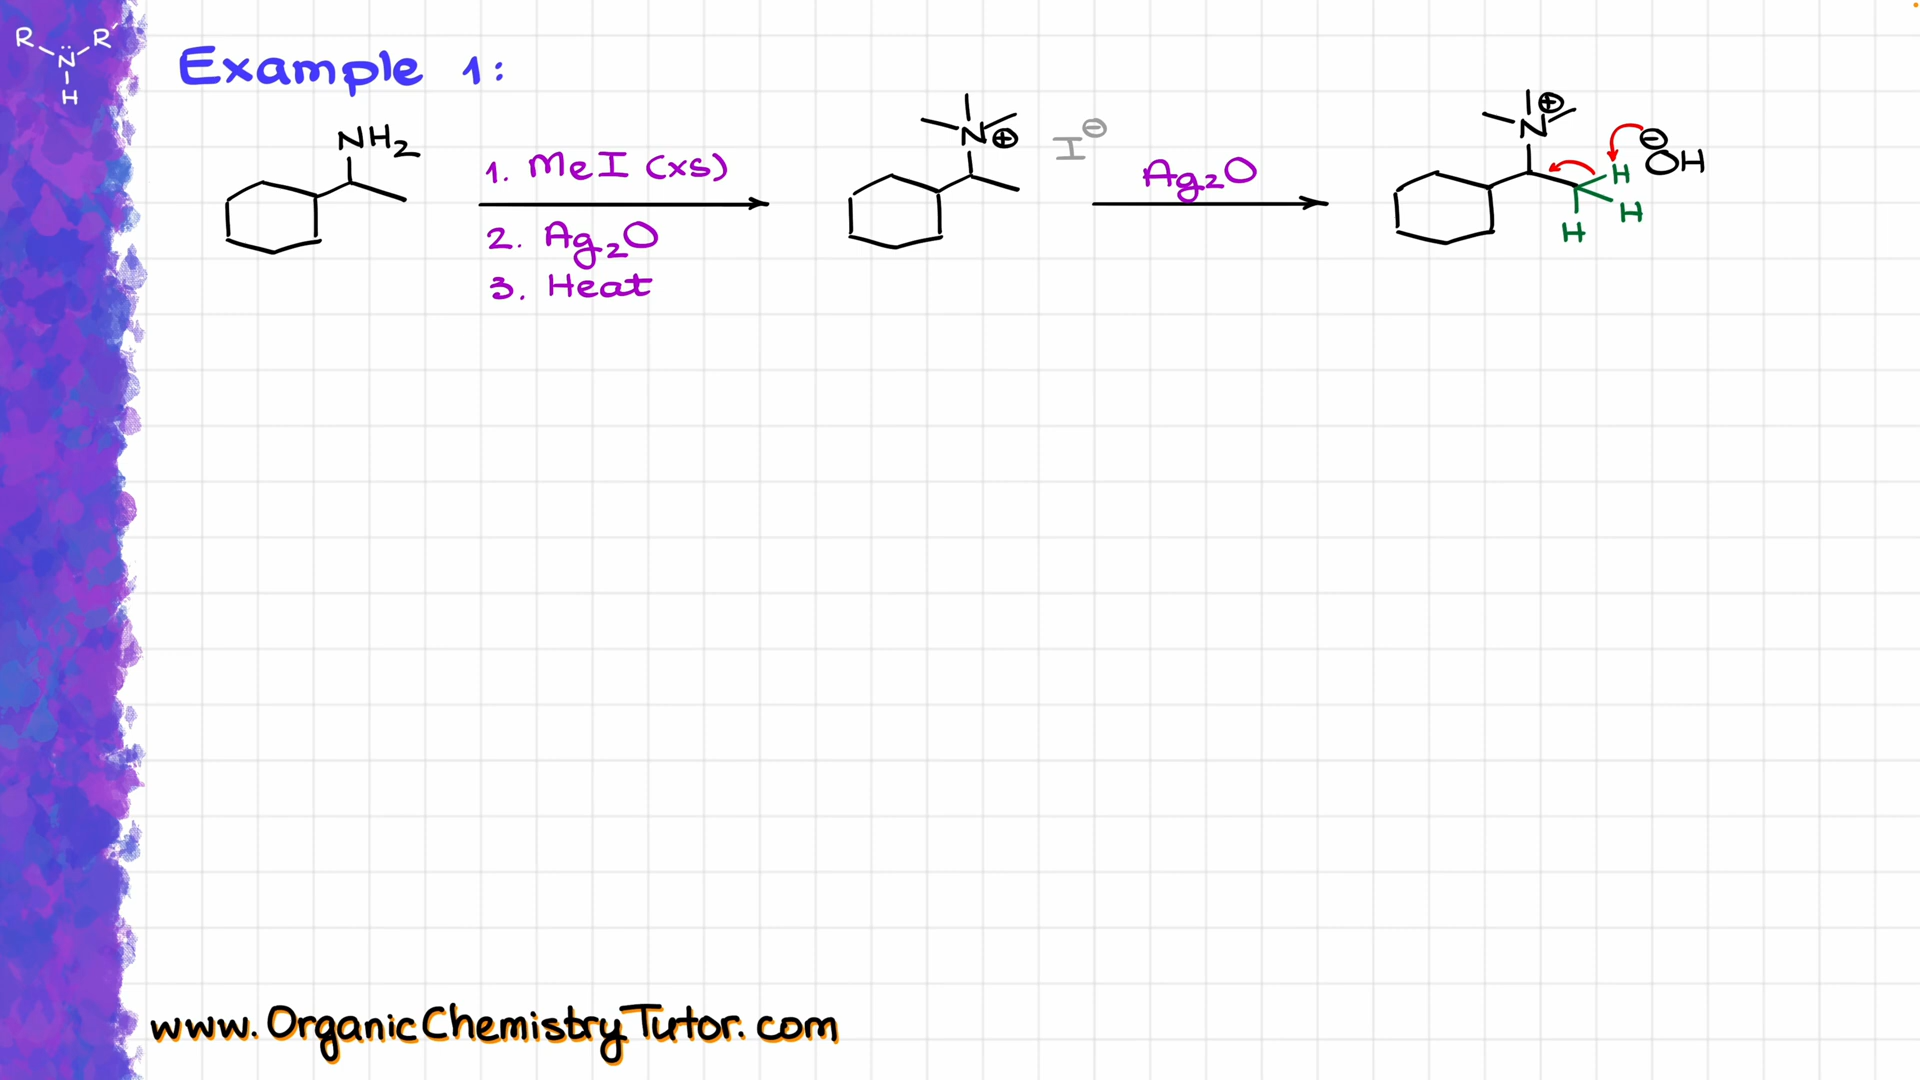 R N̈ R'
H
Example 1:
NH₂
1. MeI (xs)
2. Ag₂O
3. Heat
N ⊕ I ⊖
Ag₂O
N ⊕ ⊖
H OH
H
H
www.OrganicChemistryTutor.com